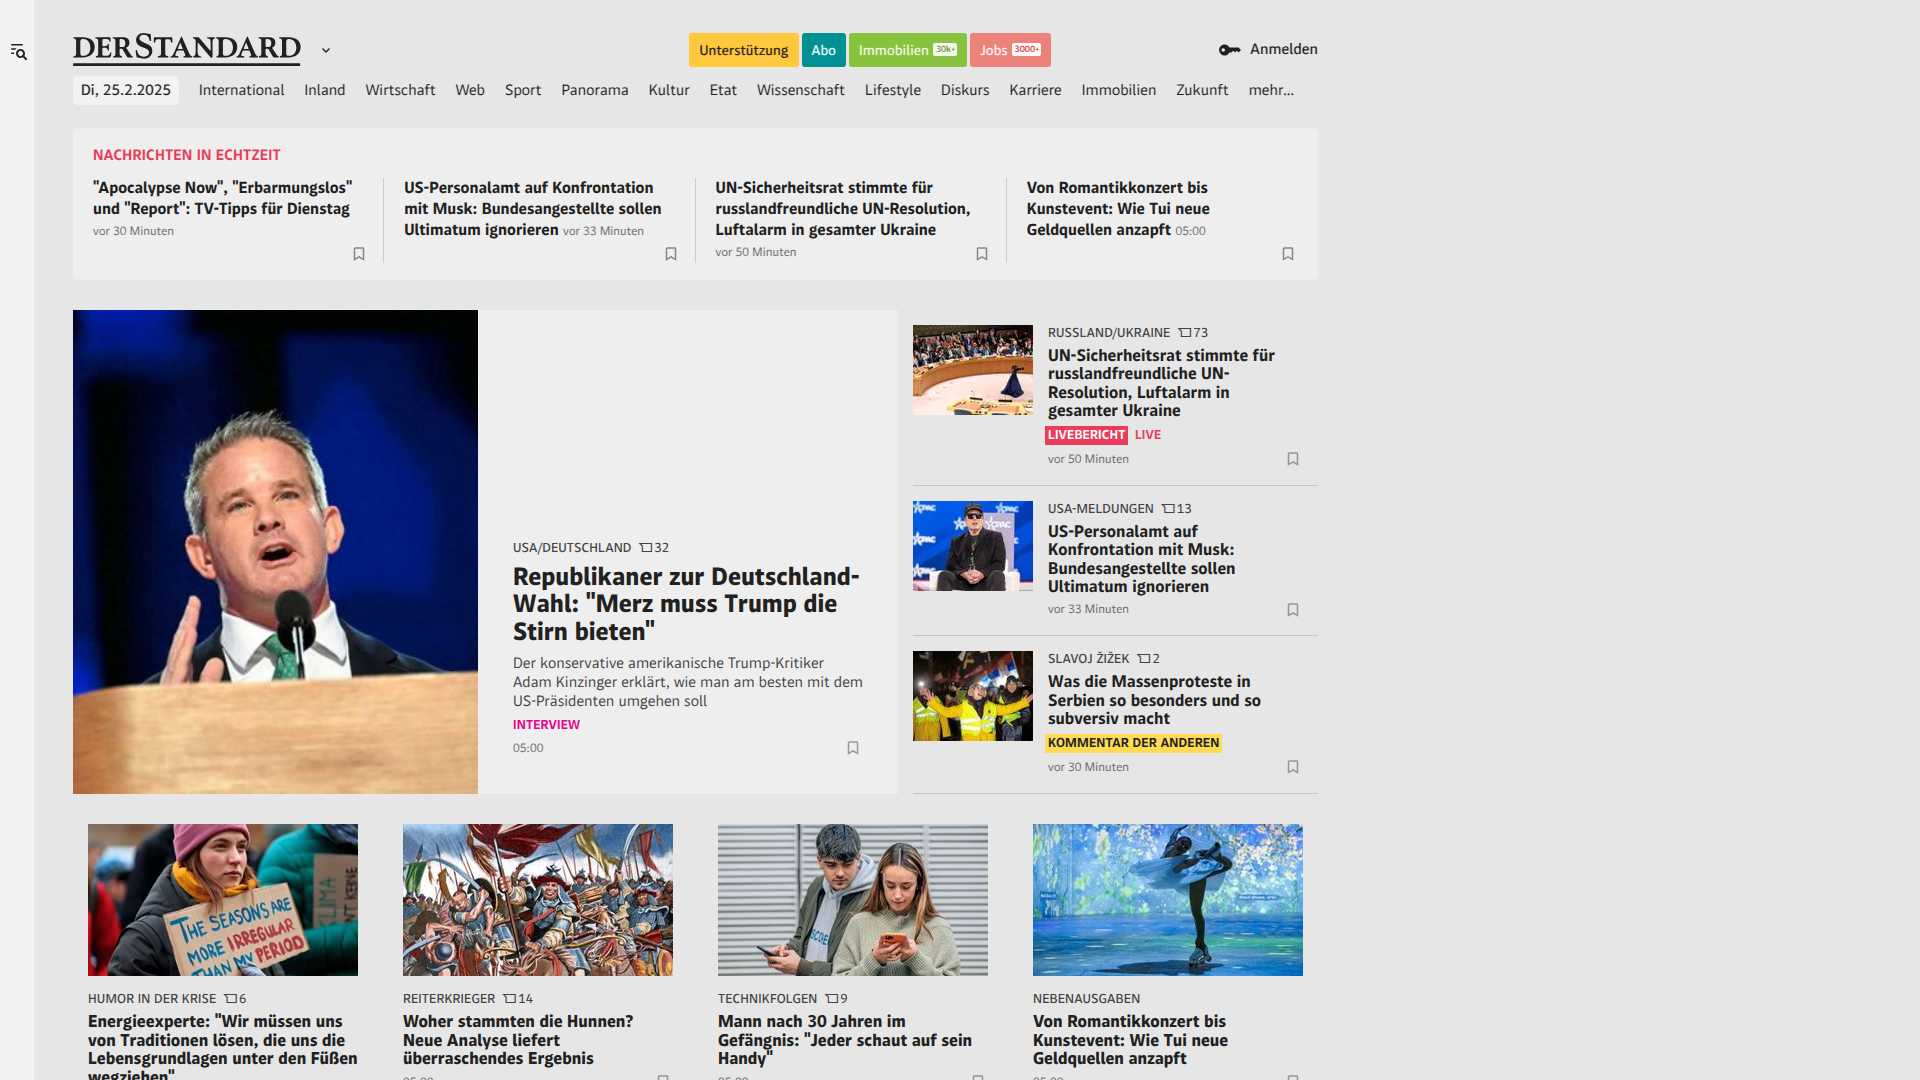 DERSTANDARD
Unterstützung
Abo
Immobilien 30k+
Jobs 3000+
Anmelden
Di, 25.2.2025
International
Inland
Wirtschaft
Web
Sport
Panorama
Kultur
Etat
Wissenschaft
Lifestyle
Diskurs
Karriere
Immobilien
Zukunft
mehr...
NACHRICHTEN IN ECHTZEIT
"Apocalypse Now", "Erbarmungslos"
und "Report": TV-Tipps für Dienstag
vor 30 Minuten
US-Personalamt auf Konfrontation
mit Musk: Bundesangestellte sollen
Ultimatum ignorieren vor 33 Minuten
UN-Sicherheitsrat stimmte für
russlandfreundliche UN-Resolution,
Luftalarm in gesamter Ukraine
vor 50 Minuten
Von Romantikkonzert bis
Kunstevent: Wie Tui neue
Geldquellen anzapft 05:00
USA/DEUTSCHLAND 32
Republikaner zur Deutschland-
Wahl: "Merz muss Trump die
Stirn bieten"
Der konservative amerikanische Trump-Kritiker
Adam Kinzinger erklärt, wie man am besten mit dem
US-Präsidenten umgehen soll
INTERVIEW
05:00
RUSSLAND/UKRAINE 73
UN-Sicherheitsrat stimmte für
russlandfreundliche UN-
Resolution, Luftalarm in
gesamter Ukraine
LIVEBERICHT LIVE
vor 50 Minuten
USA-MELDUNGEN 13
US-Personalamt auf
Konfrontation mit Musk:
Bundesangestellte sollen
Ultimatum ignorieren
vor 33 Minuten
SLAVOJ ŽIŽEK 2
Was die Massenproteste in
Serbien so besonders und so
subversiv macht
KOMMENTAR DER ANDEREN
vor 30 Minuten
THE SEASONS ARE
MORE IRREGULAR
THAN MY PERIOD
KLIMA
HUMOR IN DER KRISE 6
Energieexperte: "Wir müssen uns
von Traditionen lösen, die uns die
Lebensgrundlagen unter den Füßen
wegziehen"
REITERKRIEGER 14
Woher stammten die Hunnen?
Neue Analyse liefert
überraschendes Ergebnis
05:00
TECHNIKFOLGEN 9
Mann nach 30 Jahren im
Gefängnis: "Jeder schaut auf sein
Handy"
05:00
NEBENAUSGABEN
Von Romantikkonzert bis
Kunstevent: Wie Tui neue
Geldquellen anzapft
05:00